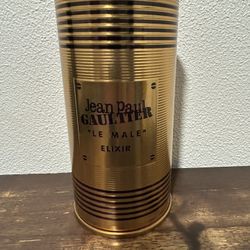 Jean Paul
GAULTIER
"LE MALE"
ELIXIR